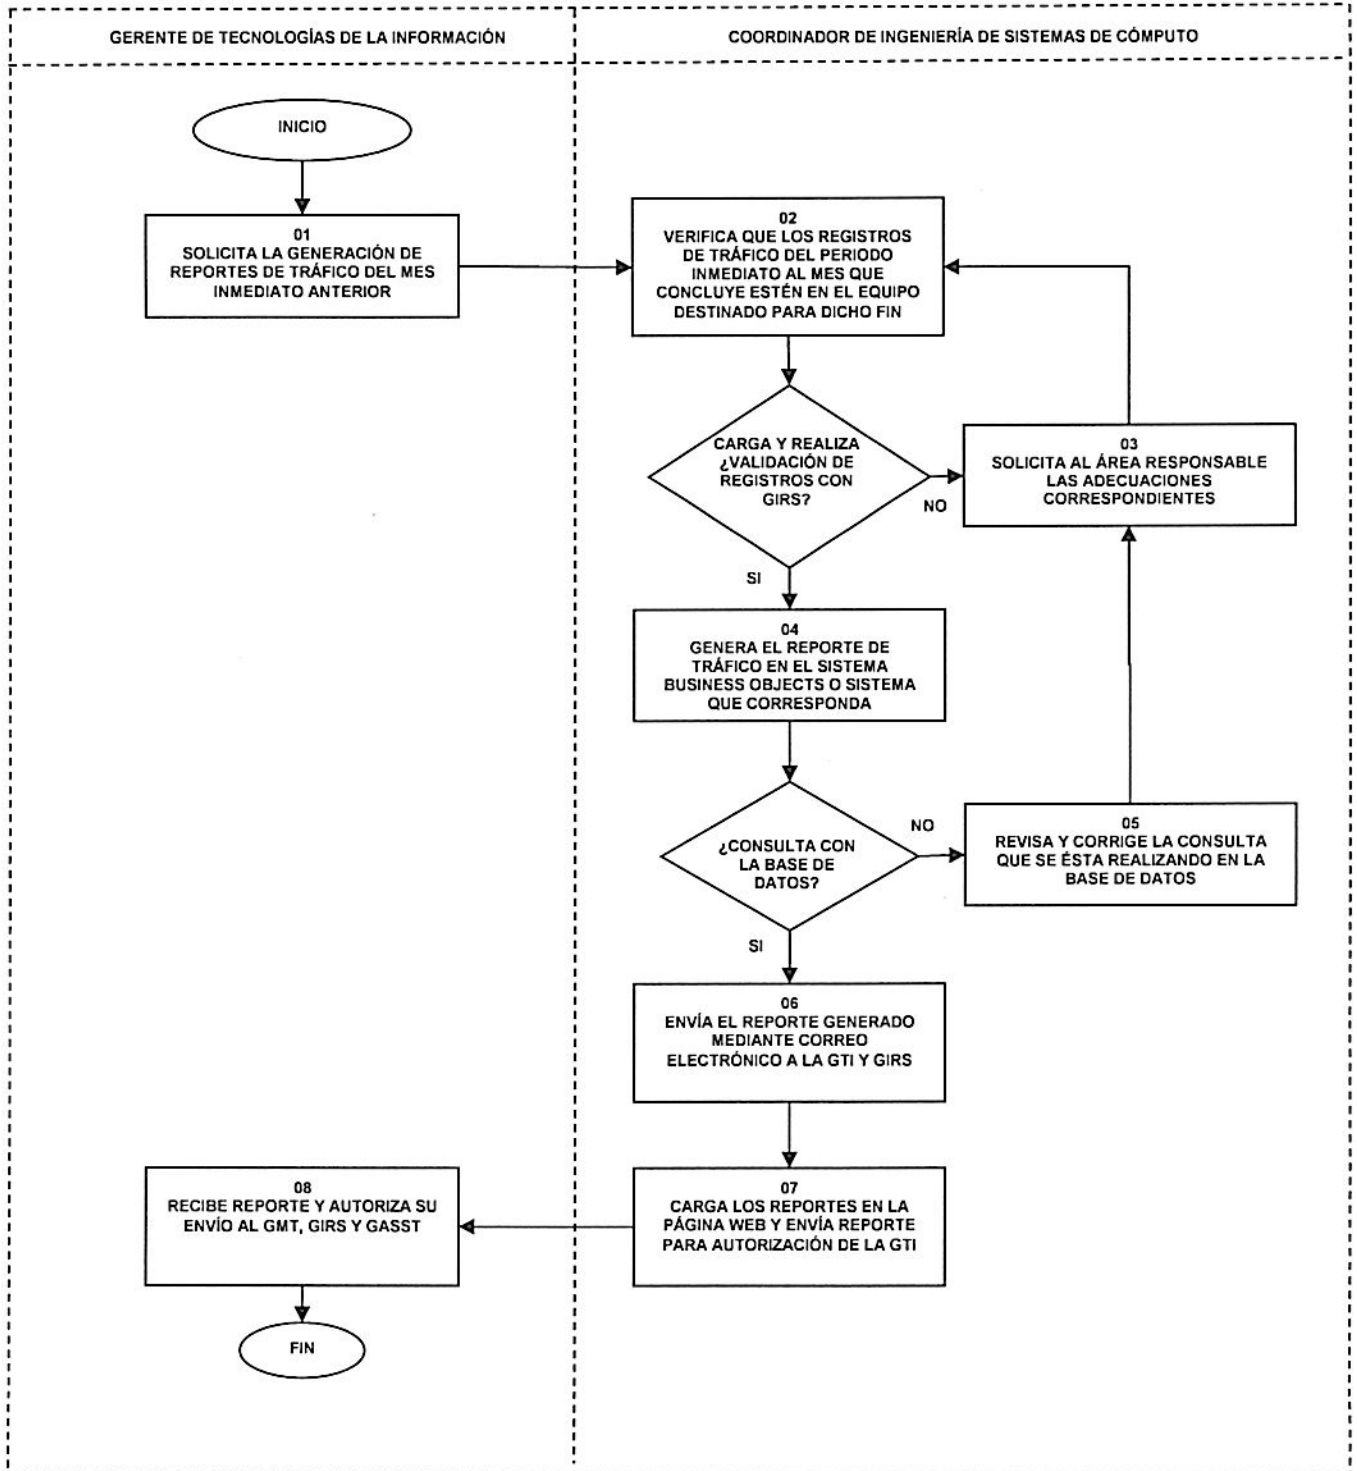 GERENTE DE TECNOLOGÍAS DE LA INFORMACIÓN
COORDINADOR DE INGENIERÍA DE SISTEMAS DE CÓMPUTO
INICIO
01
SOLICITA LA GENERACIÓN DE
REPORTES DE TRÁFICO DEL MES
INMEDIATO ANTERIOR
02
VERIFICA QUE LOS REGISTROS
DE TRÁFICO DEL PERIODO
INMEDIATO AL MES QUE
CONCLUYE ESTÉN EN EL EQUIPO
DESTINADO PARA DICHO FIN
CARGA Y REALIZA
¿VALIDACIÓN DE
REGISTROS CON
GIRS?
NO
03
SOLICITA AL ÁREA RESPONSABLE
LAS ADECUACIONES
CORRESPONDIENTES
SI
04
GENERA EL REPORTE DE
TRÁFICO EN EL SISTEMA
BUSINESS OBJECTS O SISTEMA
QUE CORRESPONDA
¿CONSULTA CON
LA BASE DE
DATOS?
NO
05
REVISA Y CORRIGE LA CONSULTA
QUE SE ÉSTA REALIZANDO EN LA
BASE DE DATOS
SI
06
ENVÍA EL REPORTE GENERADO
MEDIANTE CORREO
ELECTRÓNICO A LA GTI Y GIRS
07
CARGA LOS REPORTES EN LA
PÁGINA WEB Y ENVÍA REPORTE
PARA AUTORIZACIÓN DE LA GTI
08
RECIBE REPORTE Y AUTORIZA SU
ENVÍO AL GMT, GIRS Y GASST
FIN